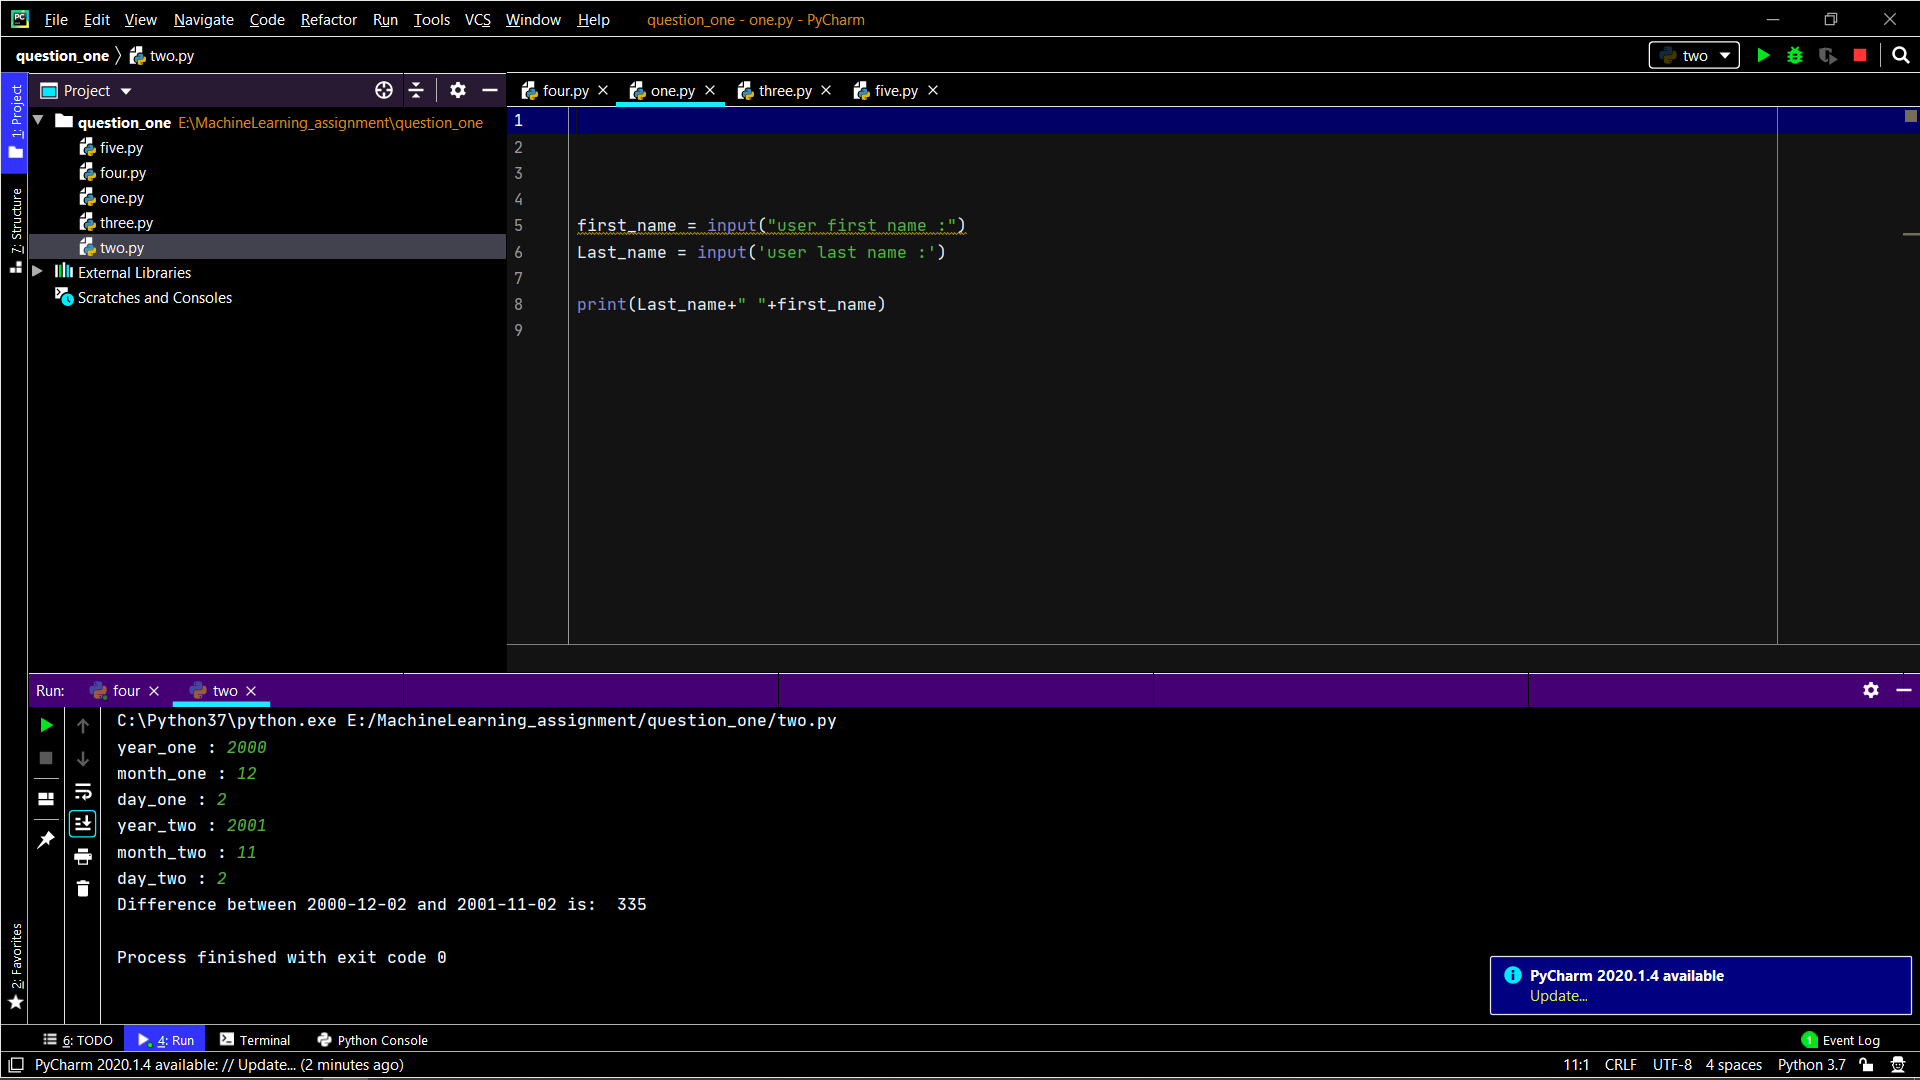 PC File Edit View Navigate Code Refactor Run Tools VCS Window Help question_one - one.py - PyCharm
question_one two.py two
1: Project
Project
four.py one.py three.py five.py
question_one E:\MachineLearning_assignment\question_one
five.py
four.py
one.py
three.py
two.py
External Libraries
Scratches and Consoles
7: Structure
1
2
3
4
5 first_name = input("user first name :")
6 Last_name = input('user last name :')
7
8 print(Last_name+" "+first_name)
9
Run: four two
C:\Python37\python.exe E:/MachineLearning_assignment/question_one/two.py
year_one : 2000
month_one : 12
day_one : 2
year_two : 2001
month_two : 11
day_two : 2
Difference between 2000-12-02 and 2001-11-02 is:  335
Process finished with exit code 0
2: Favorites
PyCharm 2020.1.4 available
Update...
6: TODO 4: Run Terminal Python Console 1 Event Log
PyCharm 2020.1.4 available: // Update... (2 minutes ago) 11:1 CRLF UTF-8 4 spaces Python 3.7